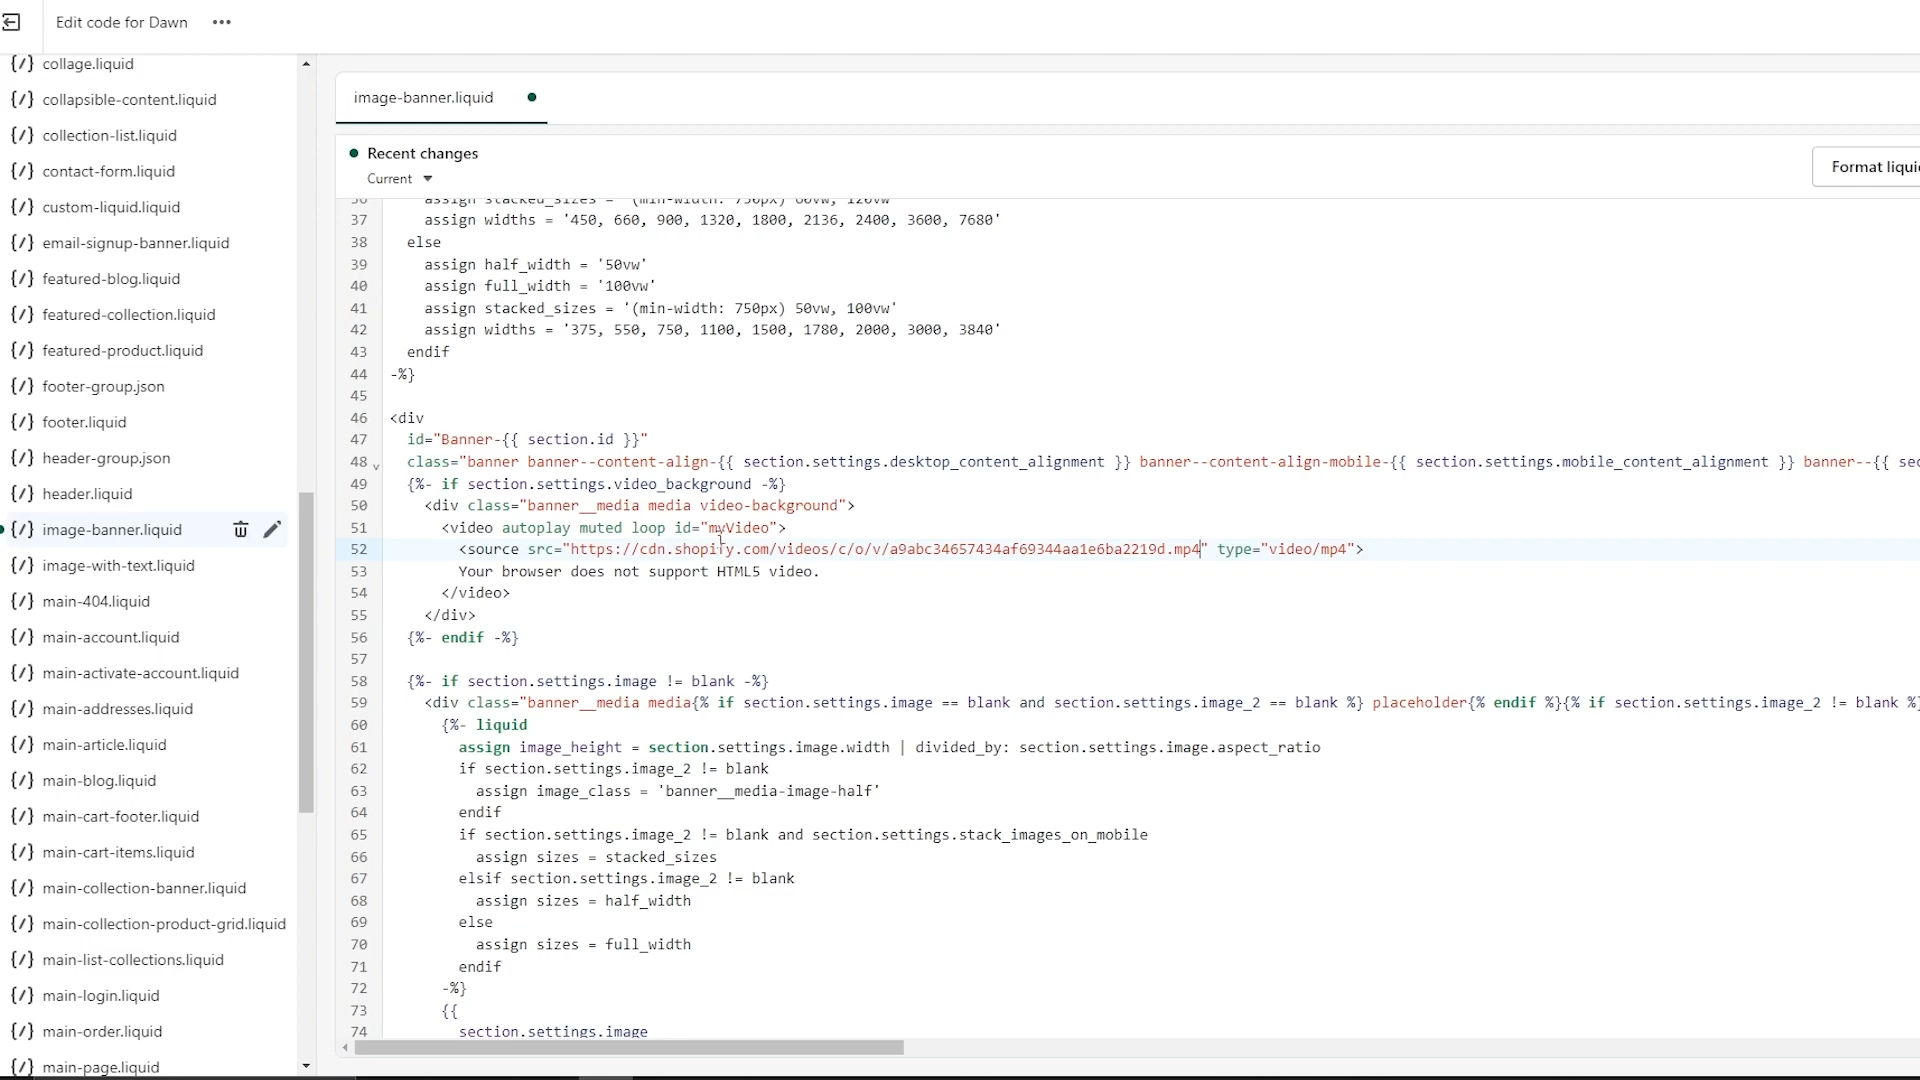 Edit code for Dawn •••
{/} collage.liquid
{/} collapsible-content.liquid
{/} collection-list.liquid
{/} contact-form.liquid
{/} custom-liquid.liquid
{/} email-signup-banner.liquid
{/} featured-blog.liquid
{/} featured-collection.liquid
{/} featured-product.liquid
{/} footer-group.json
{/} footer.liquid
{/} header-group.json
{/} header.liquid
{/} image-banner.liquid
{/} image-with-text.liquid
{/} main-404.liquid
{/} main-account.liquid
{/} main-activate-account.liquid
{/} main-addresses.liquid
{/} main-article.liquid
{/} main-blog.liquid
{/} main-cart-footer.liquid
{/} main-cart-items.liquid
{/} main-collection-banner.liquid
{/} main-collection-product-grid.liquid
{/} main-list-collections.liquid
{/} main-login.liquid
{/} main-order.liquid
{/} main-page.liquid
image-banner.liquid
Recent changes
Current
Format liqui
36 assign stacked_sizes = '(min-width: 750px)
37 assign widths = '450, 660, 900, 1320, 1800, 2136, 2400, 3600, 7680'
38 else
39 assign half_width = '50vw'
40 assign full_width = '100vw'
41 assign stacked_sizes = '(min-width: 750px) 50vw, 100vw'
42 assign widths = '375, 550, 750, 1100, 1500, 1780, 2000, 3000, 3840'
43 endif
44 -%}
45
46 <div
47 id="Banner-{{ section.id }}"
48 class="banner banner--content-align-{{ section.settings.desktop_content_alignment }} banner--content-align-mobile-{{ section.settings.mobile_content_alignment }} banner--{{ sec
49 {%- if section.settings.video_background -%}
50 <div class="banner__media media video-background">
51 <video autoplay muted loop id="myVideo">
52 <source src="https://cdn.shopify.com/videos/c/o/v/a9abc34657434af69344aa1e6ba2219d.mp4" type="video/mp4">
53 Your browser does not support HTML5 video.
54 </video>
55 </div>
56 {%- endif -%}
57
58 {%- if section.settings.image != blank -%}
59 <div class="banner__media media{% if section.settings.image == blank and section.settings.image_2 == blank %} placeholder{% endif %}{% if section.settings.image_2 != blank %}
60 {%- liquid
61 assign image_height = section.settings.image.width | divided_by: section.settings.image.aspect_ratio
62 if section.settings.image_2 != blank
63 assign image_class = 'banner__media-image-half'
64 endif
65 if section.settings.image_2 != blank and section.settings.stack_images_on_mobile
66 assign sizes = stacked_sizes
67 elsif section.settings.image_2 != blank
68 assign sizes = half_width
69 else
70 assign sizes = full_width
71 endif
72 -%}
73 {{
74 section.settings.image